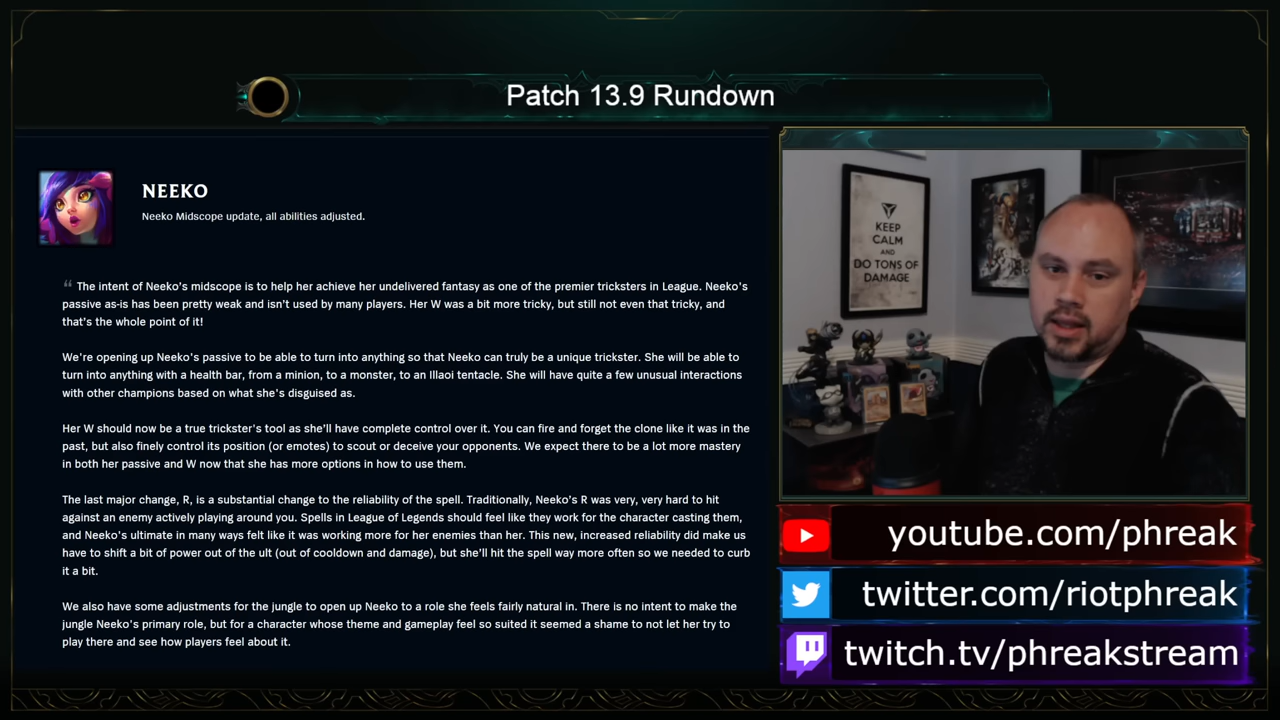 Patch 13.9 Rundown
NEEKO
Neeko Midscope update, all abilities adjusted.
“ The intent of Neeko's midscope is to help her achieve her undelivered fantasy as one of the premier tricksters in League. Neeko's
passive as-is has been pretty weak and isn't used by many players. Her W was a bit more tricky, but still not even that tricky, and
that's the whole point of it!
We're opening up Neeko's passive to be able to turn into anything so that Neeko can truly be a unique trickster. She will be able to
turn into anything with a health bar, from a minion, to a monster, to an Illaoi tentacle. She will have quite a few unusual interactions
with other champions based on what she's disguised as.
Her W should now be a true trickster's tool as she'll have complete control over it. You can fire and forget the clone like it was in the
past, but also finely control its position (or emotes) to scout or deceive your opponents. We expect there to be a lot more mastery
in both her passive and W now that she has more options in how to use them.
The last major change, R, is a substantial change to the reliability of the spell. Traditionally, Neeko's R was very, very hard to hit
against an enemy actively playing around you. Spells in League of Legends should feel like they work for the character casting them,
and Neeko's ultimate in many ways felt like it was working more for her enemies than her. This new, increased reliability did make us
have to shift a bit of power out of the ult (out of cooldown and damage), but she'll hit the spell way more often so we needed to curb
it a bit.
We also have some adjustments for the jungle to open up Neeko to a role she feels fairly natural in. There is no intent to make the
jungle Neeko's primary role, but for a character whose theme and gameplay feel so suited it seemed a shame to not let her try to
play there and see how players feel about it.
KEEP
CALM
AND
DO TONS OF
DAMAGE
youtube.com/phreak
twitter.com/riotphreak
twitch.tv/phreakstream